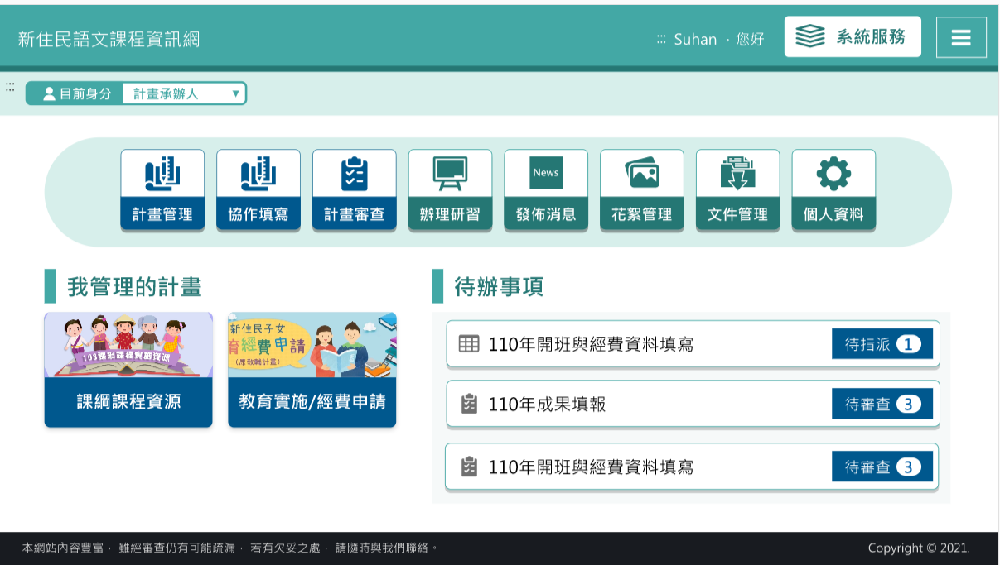 新住民語文課程資訊網
::: Suhan ，您好
系統服務
:::
目前身分
計畫承辦人
計畫管理
協作填寫
計畫審查
辦理研習
News
發佈消息
花絮管理
文件管理
個人資料
我管理的計畫
108課綱課程實施資源
課綱課程資源
新住民子女
育經費申請
(原教輔計畫)
教育實施/經費申請
待辦事項
110年開班與經費資料填寫
待指派 1
110年成果填報
待審查 3
110年開班與經費資料填寫
待審查 3
本網站內容豐富，雖經審查仍有可能疏漏，若有欠妥之處，請隨時與我們聯絡。
Copyright © 2021.